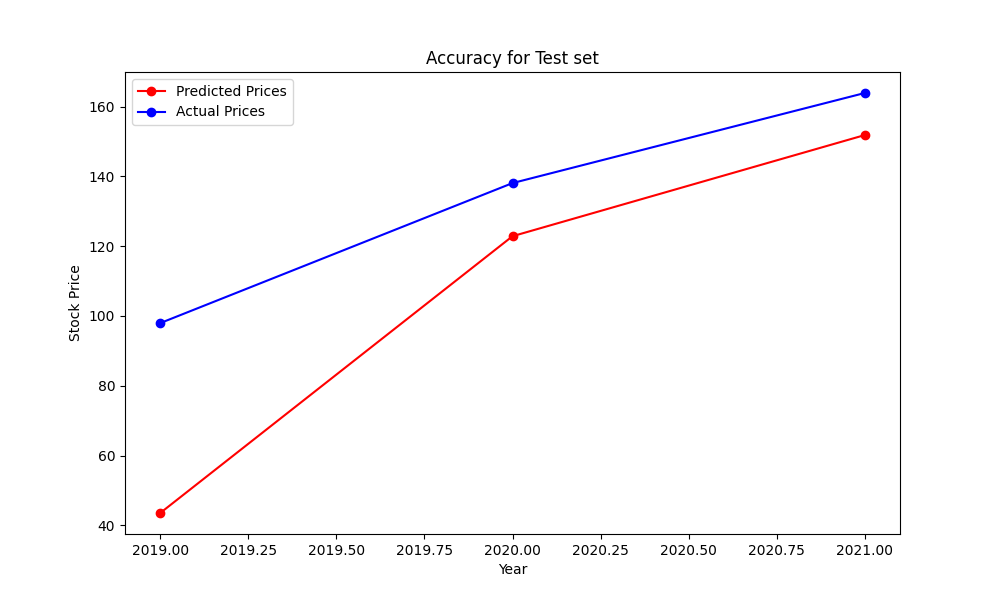 Accuracy for Test set
Predicted Prices
Actual Prices
160
140
120
100
80
60
40
Stock Price
2019.00 2019.25 2019.50 2019.75 2020.00 2020.25 2020.50 2020.75 2021.00
Year